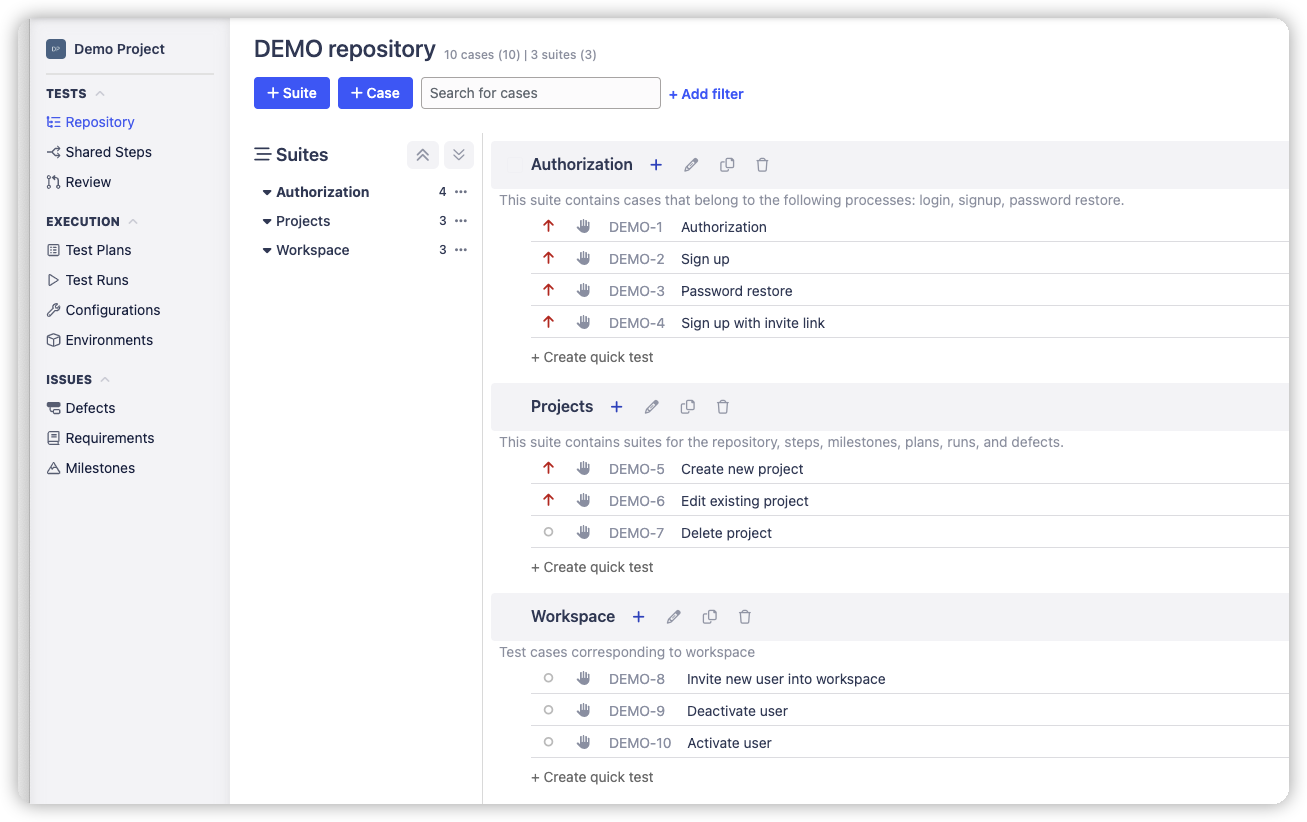 DP Demo Project
TESTS
Repository
Shared Steps
Review
EXECUTION
Test Plans
Test Runs
Configurations
Environments
ISSUES
Defects
Requirements
Milestones
DEMO repository 10 cases (10) | 3 suites (3)
+ Suite + Case Search for cases + Add filter
Suites
Authorization 4 •••
Projects 3 •••
Workspace 3 •••
Authorization +
This suite contains cases that belong to the following processes: login, signup, password restore.
DEMO-1 Authorization
DEMO-2 Sign up
DEMO-3 Password restore
DEMO-4 Sign up with invite link
+ Create quick test
Projects +
This suite contains suites for the repository, steps, milestones, plans, runs, and defects.
DEMO-5 Create new project
DEMO-6 Edit existing project
DEMO-7 Delete project
+ Create quick test
Workspace +
Test cases corresponding to workspace
DEMO-8 Invite new user into workspace
DEMO-9 Deactivate user
DEMO-10 Activate user
+ Create quick test